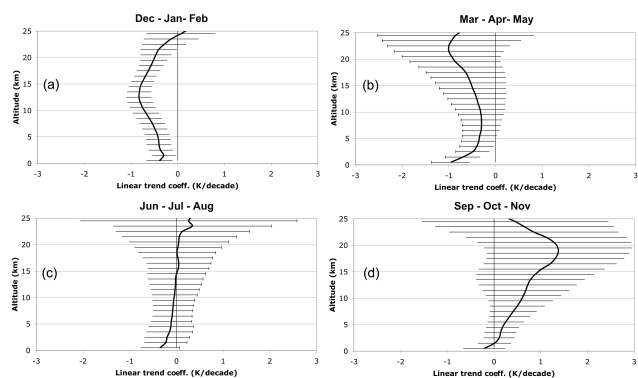 Dec - Jan- Feb
25
20
15
10
5
0
Altitude (km)
(a)
-3 -2 -1 0 1 2 3
Linear trend coeff. (K/decade)
Mar - Apr- May
25
20
15
10
5
0
Altitude (km)
(b)
-3 -2 -1 0 1 2 3
Linear trend coeff. (K/decade)
Jun - Jul - Aug
25
20
15
10
5
0
Altitude (km)
(c)
-3 -2 -1 0 1 2 3
Linear trend coeff. (K/decade)
Sep - Oct - Nov
25
20
15
10
5
0
Altitude (km)
(d)
-3 -2 -1 0 1 2 3
Linear trend coeff. (K/decade)